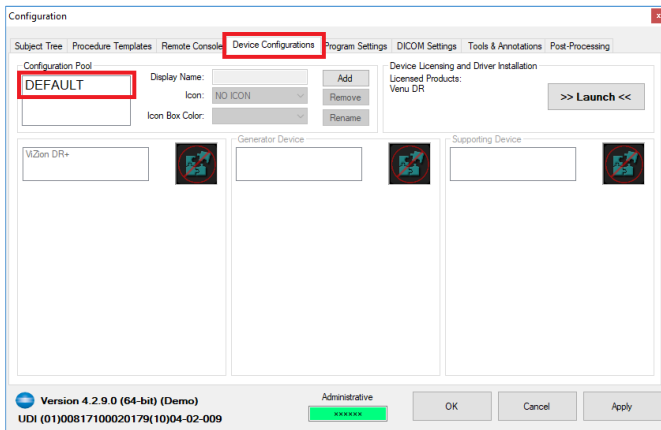 Configuration
x
Subject Tree Procedure Templates Remote Console Device Configurations Program Settings DICOM Settings Tools & Annotations Post-Processing
Configuration Pool
DEFAULT
Display Name:
Add
Icon: NO ICON
Remove
Icon Box Color:
Rename
Device Licensing and Driver Installation
Licensed Products:
Venu DR
>> Launch <<
ViZion DR+
Generator Device
Supporting Device
Version 4.2.9.0 (64-bit) (Demo)
UDI (01)00817100020179(10)04-02-009
Administrative
××××××
OK
Cancel
Apply